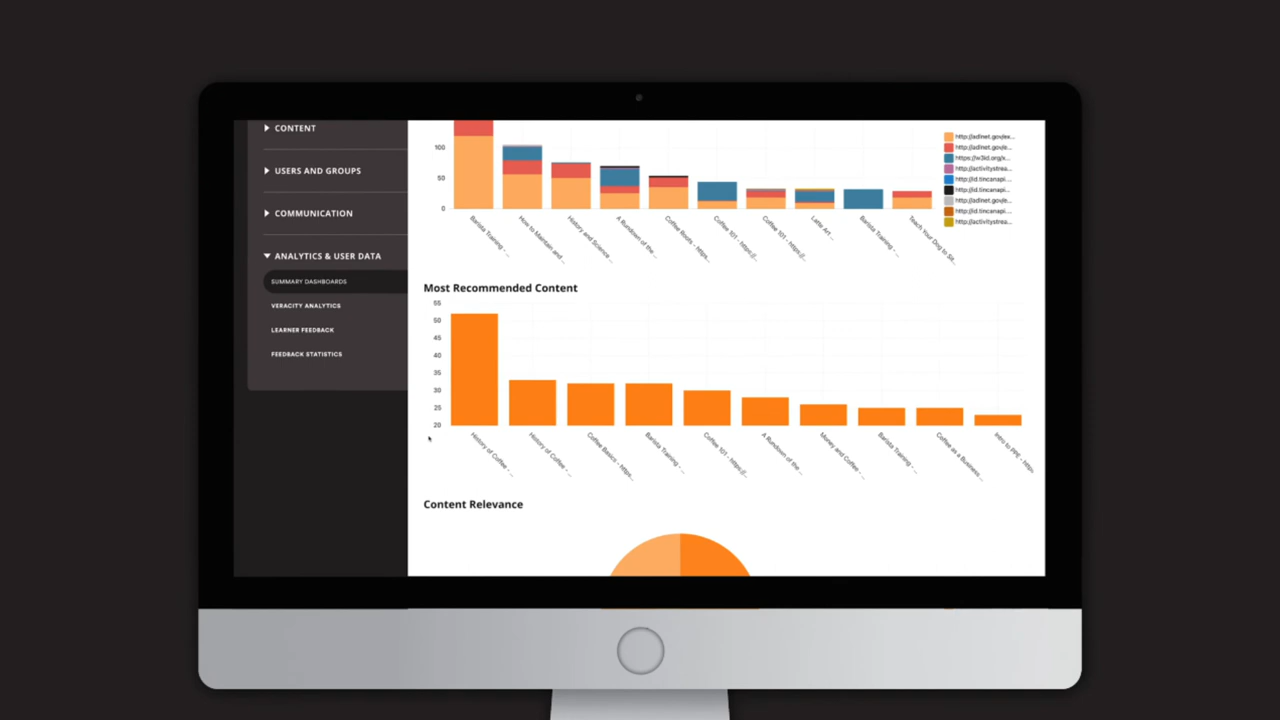 CONTENT
USERS AND GROUPS
COMMUNICATION
ANALYTICS & USER DATA
SUMMARY DASHBOARDS
VERACITY ANALYTICS
LEARNER FEEDBACK
FEEDBACK STATISTICS
100
50
0
Barista Training - ...
How to Maintain and ...
History and Science ...
A Rundown of the ...
Coffee Roots - https...
Coffee 101 - https://...
Coffee 101 - https://...
Latte Art ...
Barista Training - ...
Teach Your Dog to Sit...
http://adlnet.gov/ex...
http://adlnet.gov/e...
https://w3id.org/x...
http://activitystrea...
http://id.tincanapi....
http://id.tincanapi...
http://adlnet.gov/e...
http://id.tincanapi...
http://activitystrea...
Most Recommended Content
55
50
45
40
35
30
25
20
History of Coffee - ...
History of Coffee - ...
Coffee Basics - https...
Barista Training - ...
Coffee 101 - https://...
A Rundown of the ...
Money and Coffee - ...
Barista Training - ...
Coffee as a Business ...
Intro to PPE - https
Content Relevance